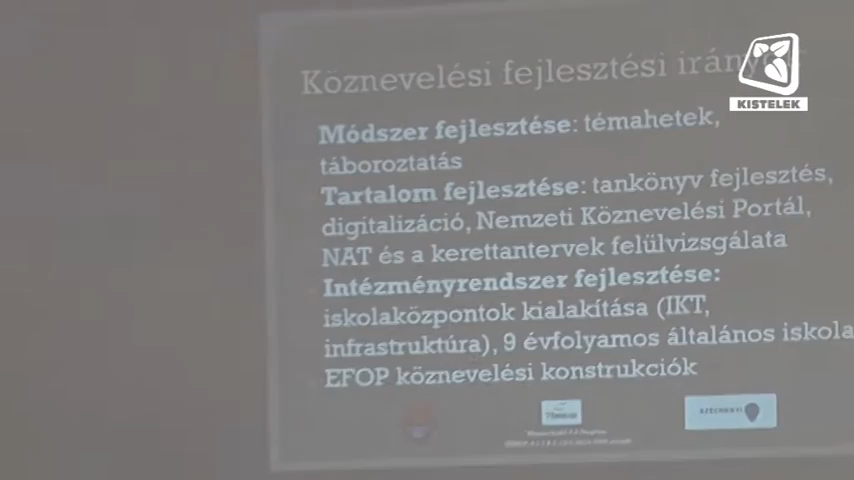 Köznevelési fejlesztési irányok
KISTELEK
Módszer fejlesztése: témahetek,
táboroztatás
Tartalom fejlesztése: tankönyv fejlesztés,
digitalizáció, Nemzeti Köznevelési Portál,
NAT és a kerettantervek felülvizsgálata
Intézményrendszer fejlesztése:
iskolaközpontok kialakítása (IKT,
infrastruktúra), 9 évfolyamos általános iskola
EFOP köznevelési konstrukciók
SZÉCHENYI